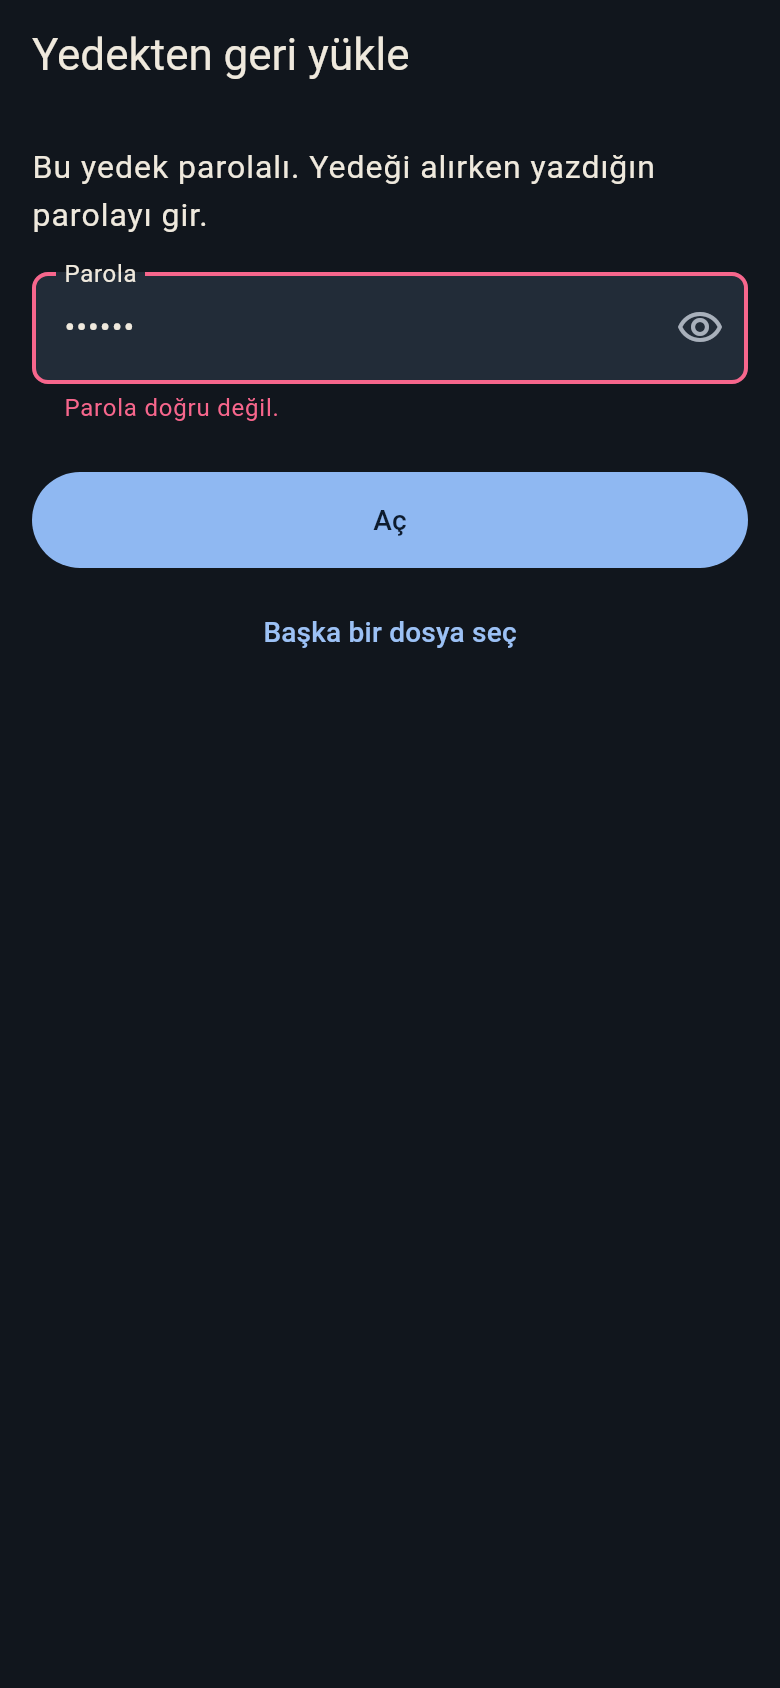 Yedekten geri yükle
Bu yedek parolalı. Yedeği alırken yazdığın
parolayı gir.
Parola
••••••
Parola doğru değil.
Aç
Başka bir dosya seç